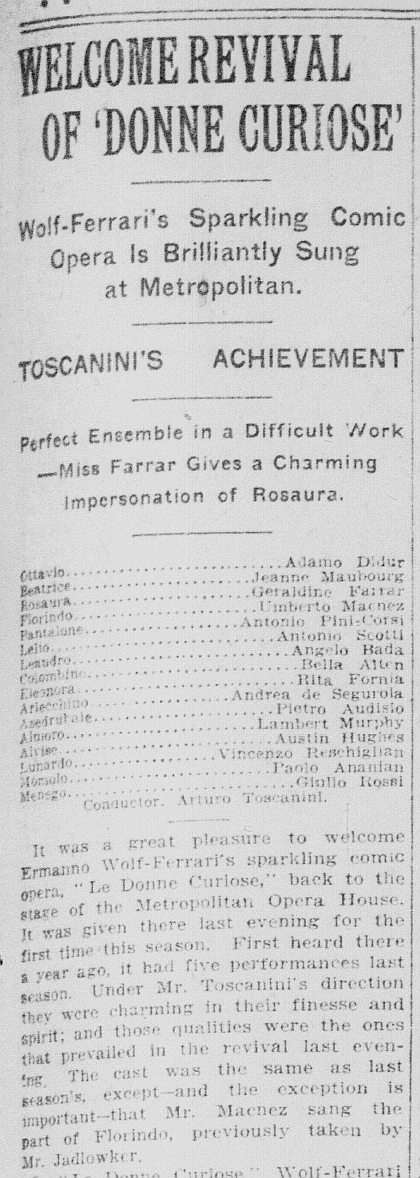 WELCOME REVIVAL
OF 'DONNE CURIOSE'
Wolf-Ferrari's Sparkling Comic
Opera Is Brilliantly Sung
at Metropolitan.
TOSCANINI'S ACHIEVEMENT
Perfect Ensemble in a Difficult Work
—Miss Farrar Gives a Charming
Impersonation of Rosaura.
Ottavio..............................Adamo Didur
Beatrice.........................Jeanne Maubourg
Rosaura.........................Geraldine Farrar
Florindo..........................Umberto Macnez
Pantalone......................Antonio Pini-Corsi
Lelio..............................Antonio Scotti
Leandro..............................Angelo Bada
Colombina............................Bella Alten
Eleonora..............................Rita Fornia
Arlecchino....................Andrea de Segurola
Asdrubale..........................Pietro Audisio
Almoro...........................Lambert Murphy
Alvise.............................Austin Hughes
Lunardo.....................Vincenzo Reschiglian
Momolo............................Paolo Ananian
Menego..............................Giulio Rossi
Conductor. Arturo Toscanini.
It was a great pleasure to welcome
Ermanno Wolf-Ferrari's sparkling comic
opera, "Le Donne Curiose," back to the
stage of the Metropolitan Opera House.
It was given there last evening for the
first time this season. First heard there
a year ago, it had five performances last
season. Under Mr. Toscanini's direction
they were charming in their finesse and
spirit; and those qualities were the ones
that prevailed in the revival last even-
ing. The cast was the same as last
season's, except—and the exception is
important—that Mr. Macnez sang the
part of Florindo, previously taken by
Mr. Jadlowker.
"Le Donne Curiose" Wolf-Ferrari